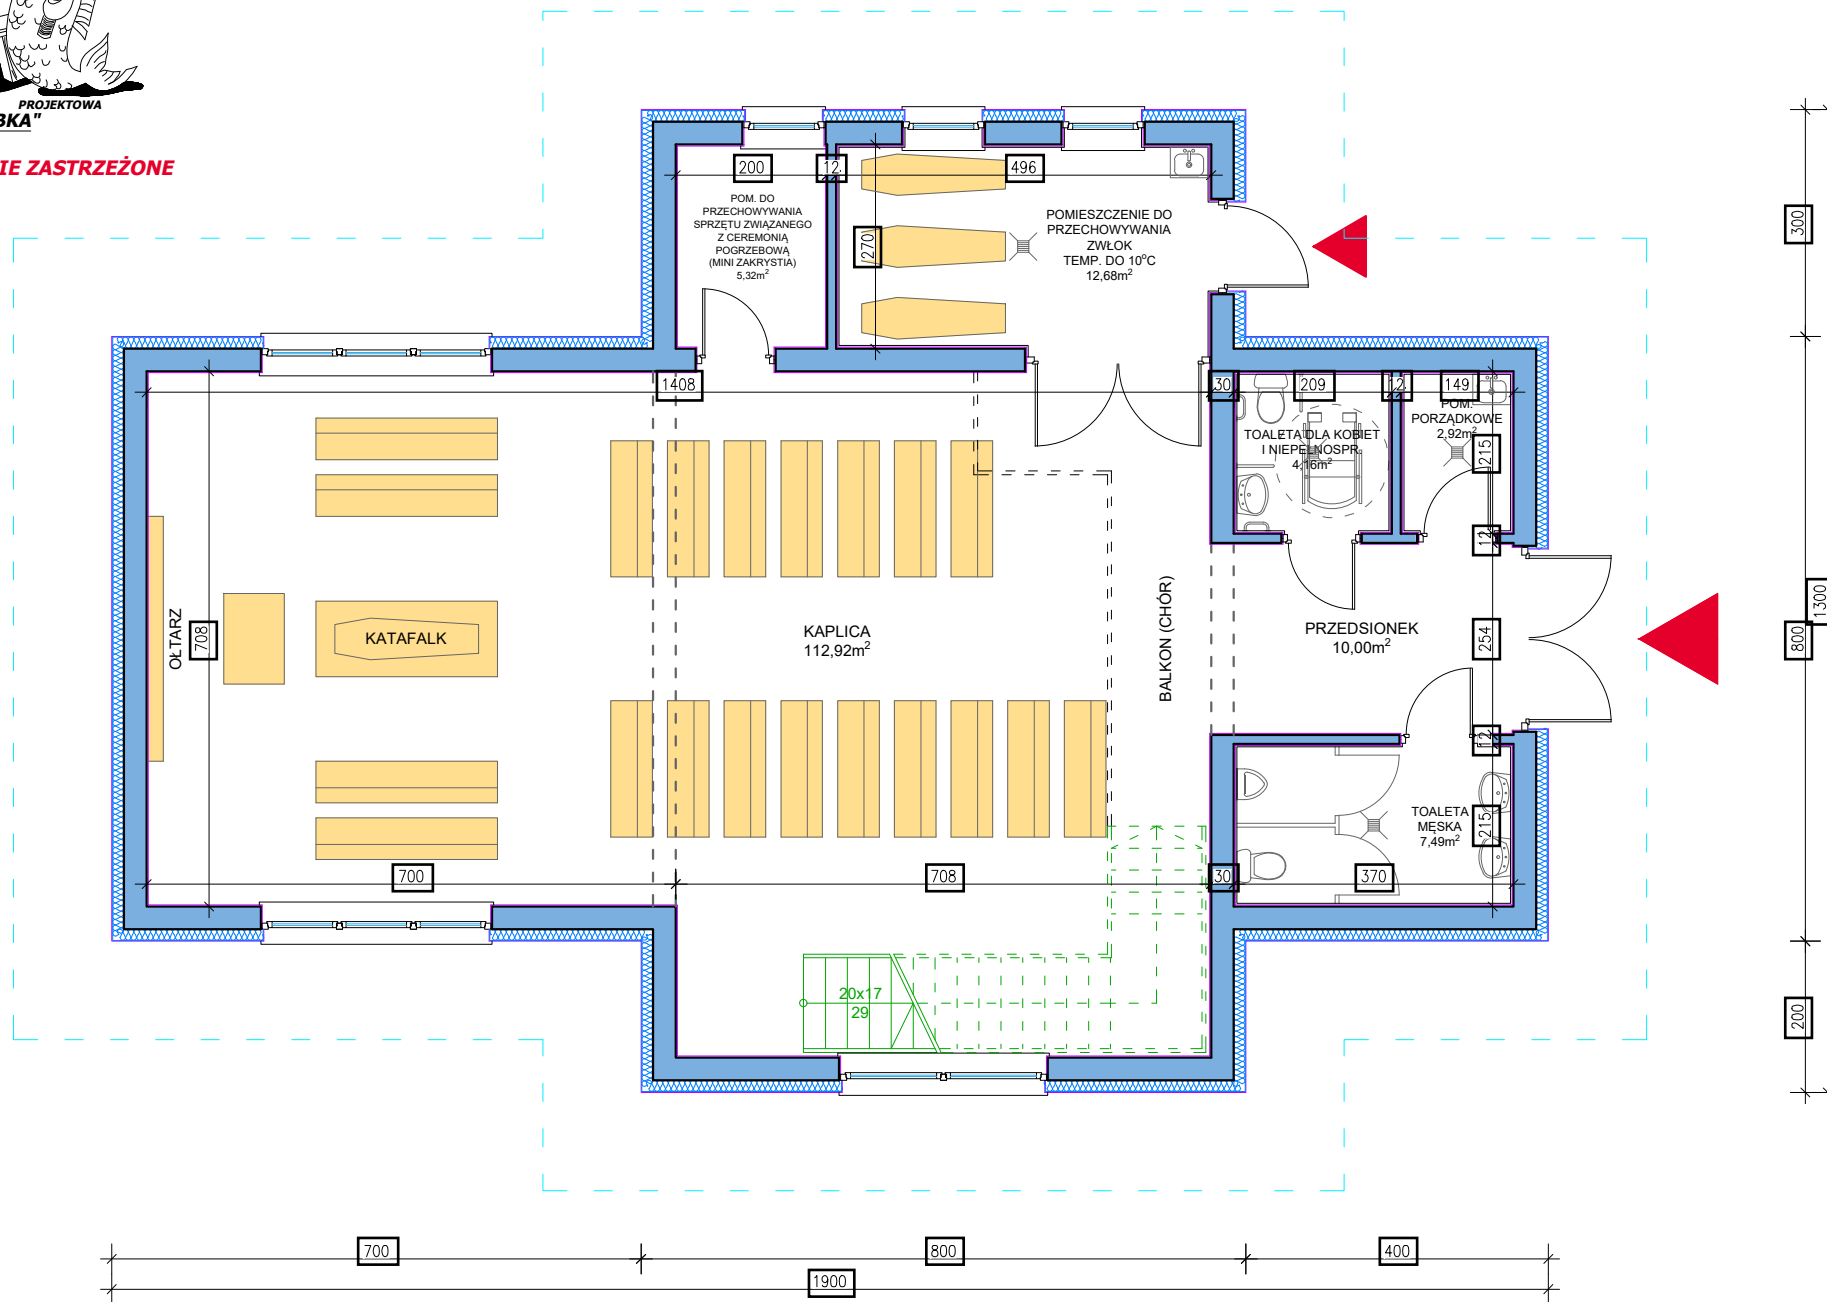 PROJEKTOWA
BKA"
IE ZASTRZEŻONE
200
12
496
POM. DO
PRZECHOWYWANIA
SPRZĘTU ZWIĄZANEGO
Z CEREMONIĄ
POGRZEBOWĄ
(MINI ZAKRYSTIA)
5,32m²
270
POMIESZCZENIE DO
PRZECHOWYWANIA
ZWŁOK
TEMP. DO 10°C
12,68m²
300
1408
30
209
12
149
TOALETA DLA KOBIET
I NIEPEŁNOSPR.
4,16m²
POM.
PORZĄDKOWE
2,92m²
215
12
OŁTARZ
708
KATAFALK
KAPLICA
112,92m²
BALKON (CHÓR)
PRZEDSIONEK
10,00m²
254
800
1300
12
TOALETA
MĘSKA
7,49m²
215
700
708
30
370
20x17
29
200
700
800
400
1900